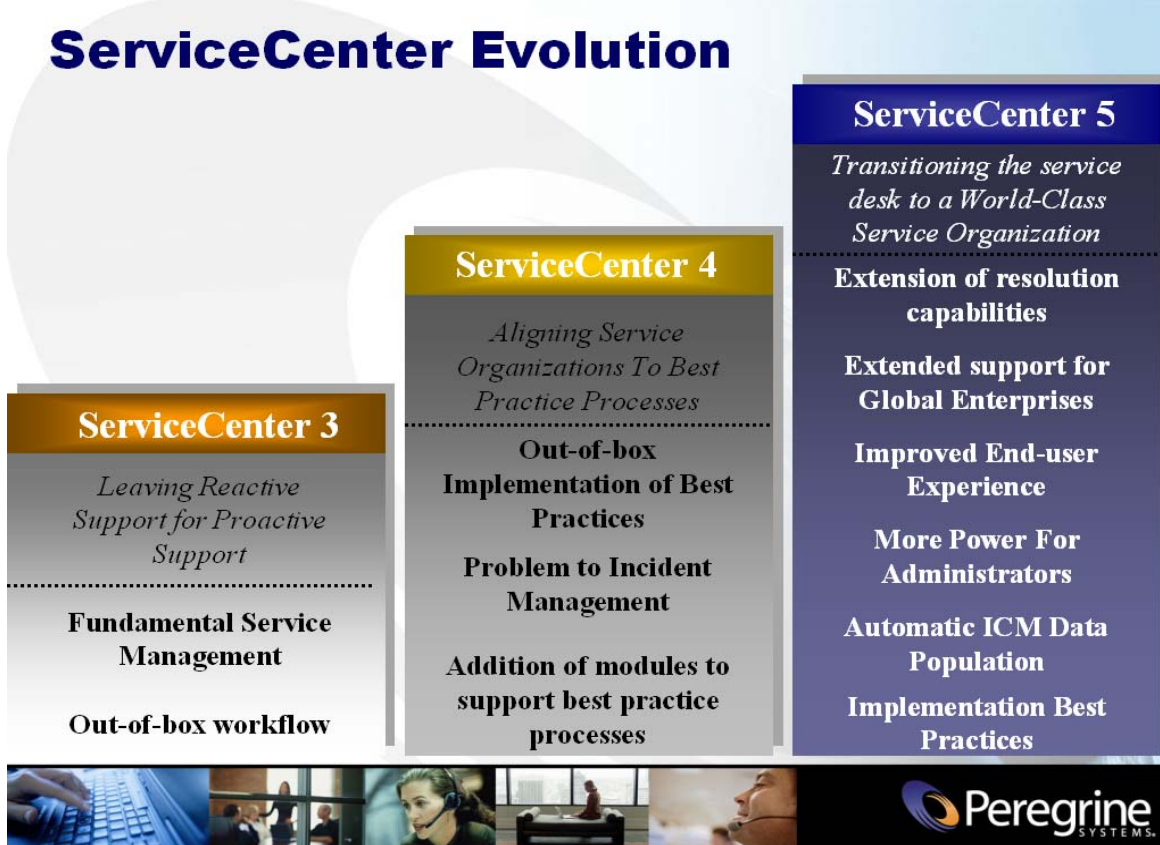 ServiceCenter Evolution
ServiceCenter 3
Leaving Reactive
Support for Proactive
Support
Fundamental Service
Management
Out-of-box workflow
ServiceCenter 4
Aligning Service
Organizations To Best
Practice Processes
Out-of-box
Implementation of Best
Practices
Problem to Incident
Management
Addition of modules to
support best practice
processes
ServiceCenter 5
Transitioning the service
desk to a World-Class
Service Organization
Extension of resolution
capabilities
Extended support for
Global Enterprises
Improved End-user
Experience
More Power For
Administrators
Automatic ICM Data
Population
Implementation Best
Practices
Peregrine
SYSTEMS.